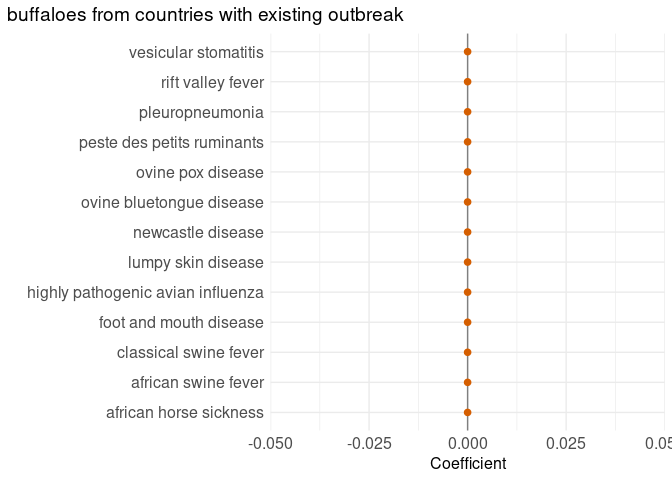 buffaloes from countries with existing outbreak
vesicular stomatitis
rift valley fever
pleuropneumonia
peste des petits ruminants
ovine pox disease
ovine bluetongue disease
newcastle disease
lumpy skin disease
highly pathogenic avian influenza
foot and mouth disease
classical swine fever
african swine fever
african horse sickness
-0.050 -0.025 0.000 0.025 0.05
Coefficient